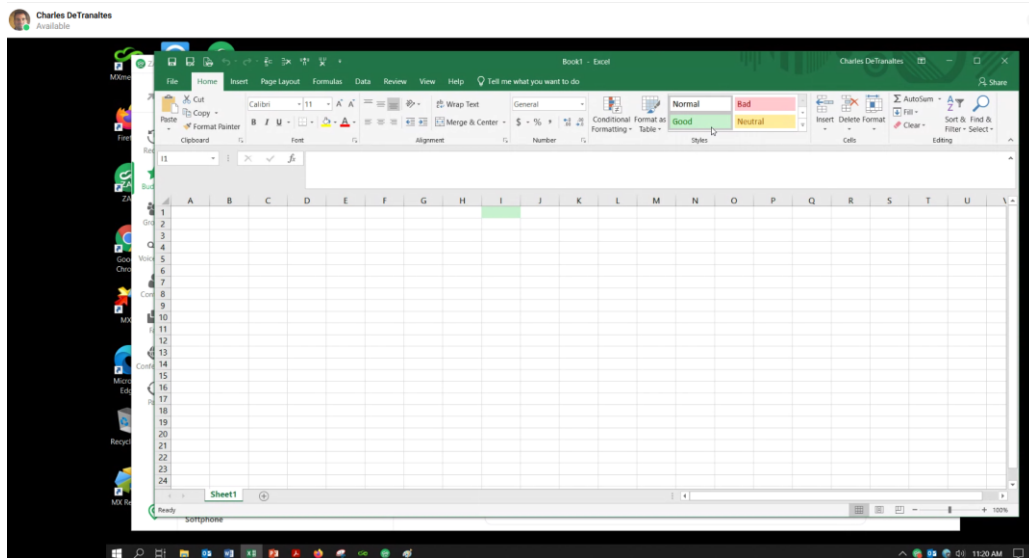 Charles DeTranaltes
Available
Book1 - Excel
Charles DeTranaltes
File Home Insert Page Layout Formulas Data Review View Help Tell me what you want to do
Share
Paste
Cut
Copy
Format Painter
Clipboard
Calibri 11
B I U
Font
Wrap Text
Merge & Center
Alignment
General
$ % ,
Number
Conditional Formatting
Format as Table
Normal Bad
Good Neutral
Styles
Insert Delete Format
Cells
AutoSum
Fill
Clear
Sort & Filter
Find & Select
Editing
I1
fx
A B C D E F G H I J K L M N O P Q R S T U
1
2
3
4
5
6
7
8
9
10
11
12
13
14
15
16
17
18
19
20
21
22
23
24
Sheet1
Ready
100%
Softphone
11:20 AM